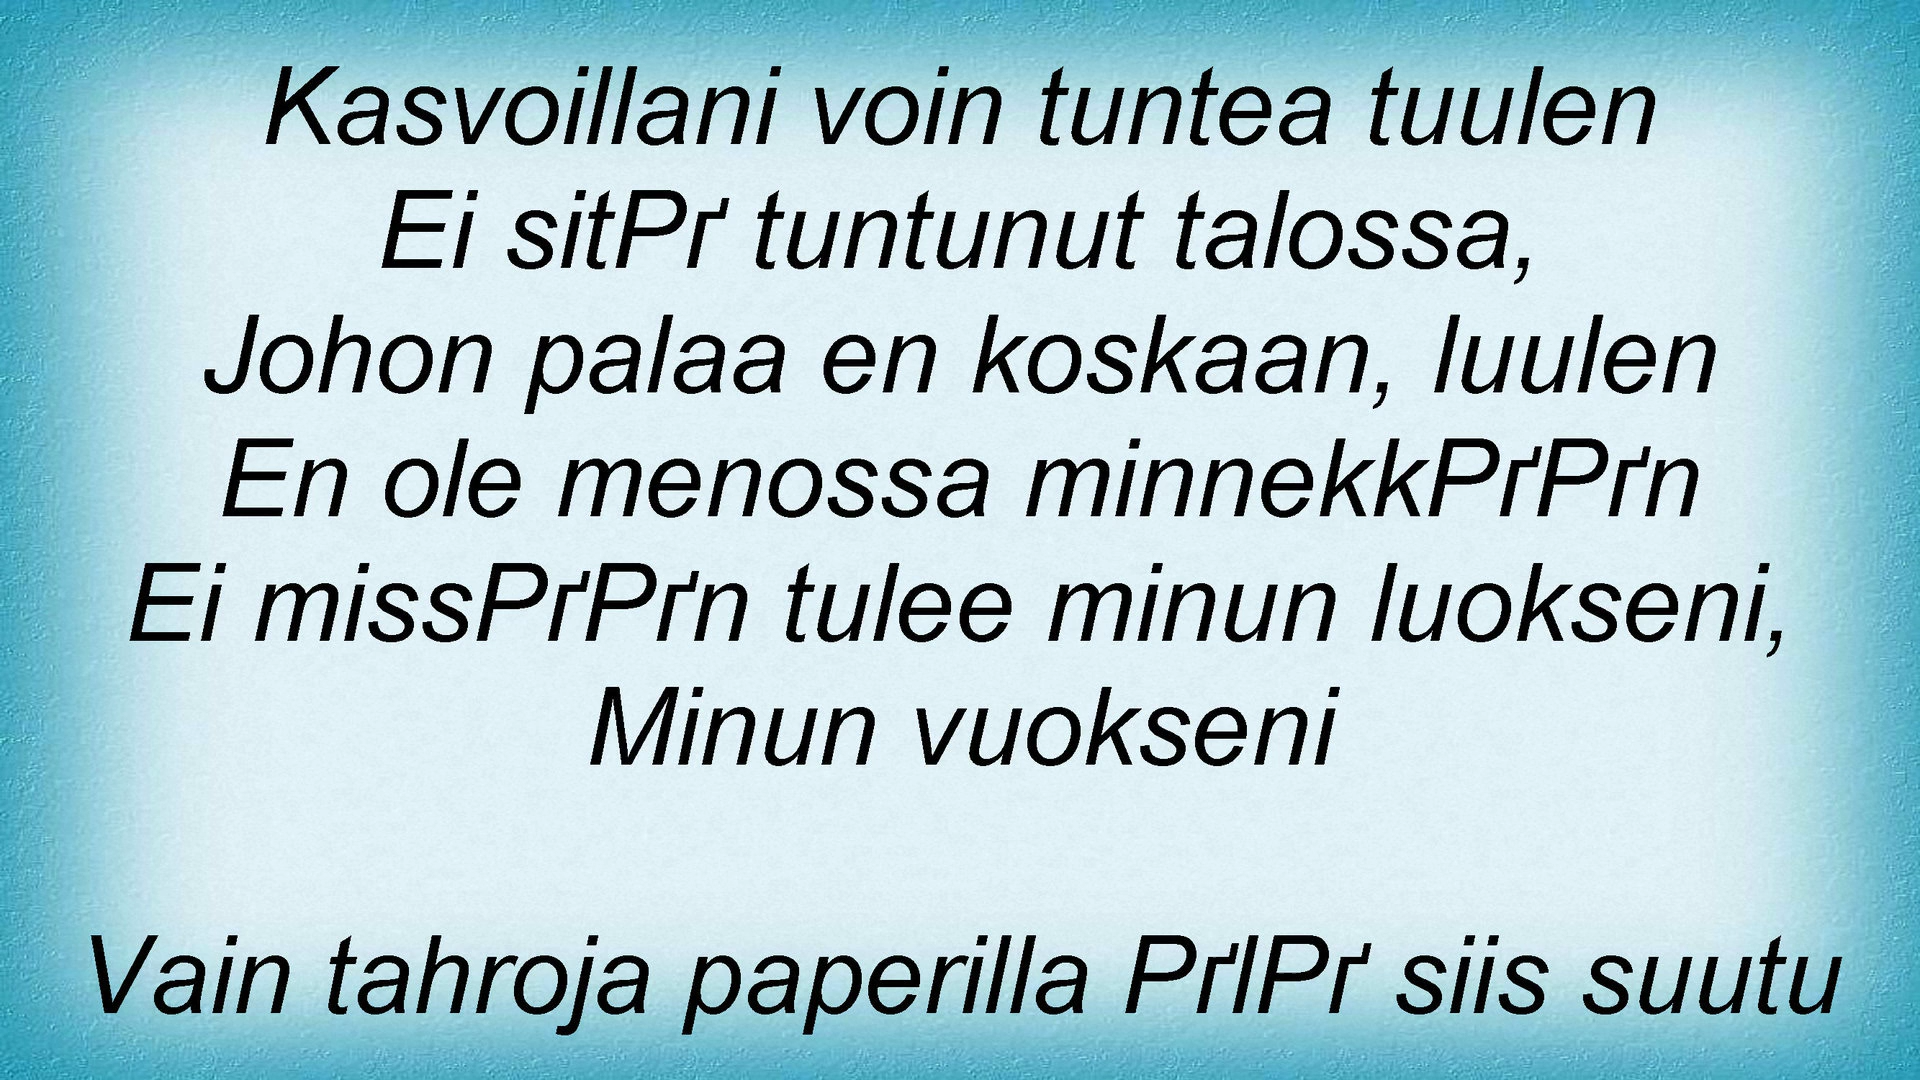 Kasvoillani voin tuntea tuulen
Ei sitPґ tuntunut talossa,
Johon palaa en koskaan, luulen
En ole menossa minnekkPґPґn
Ei missPґPґn tulee minun luokseni,
Minun vuokseni
Vain tahroja paperilla PґlPґ siis suutu